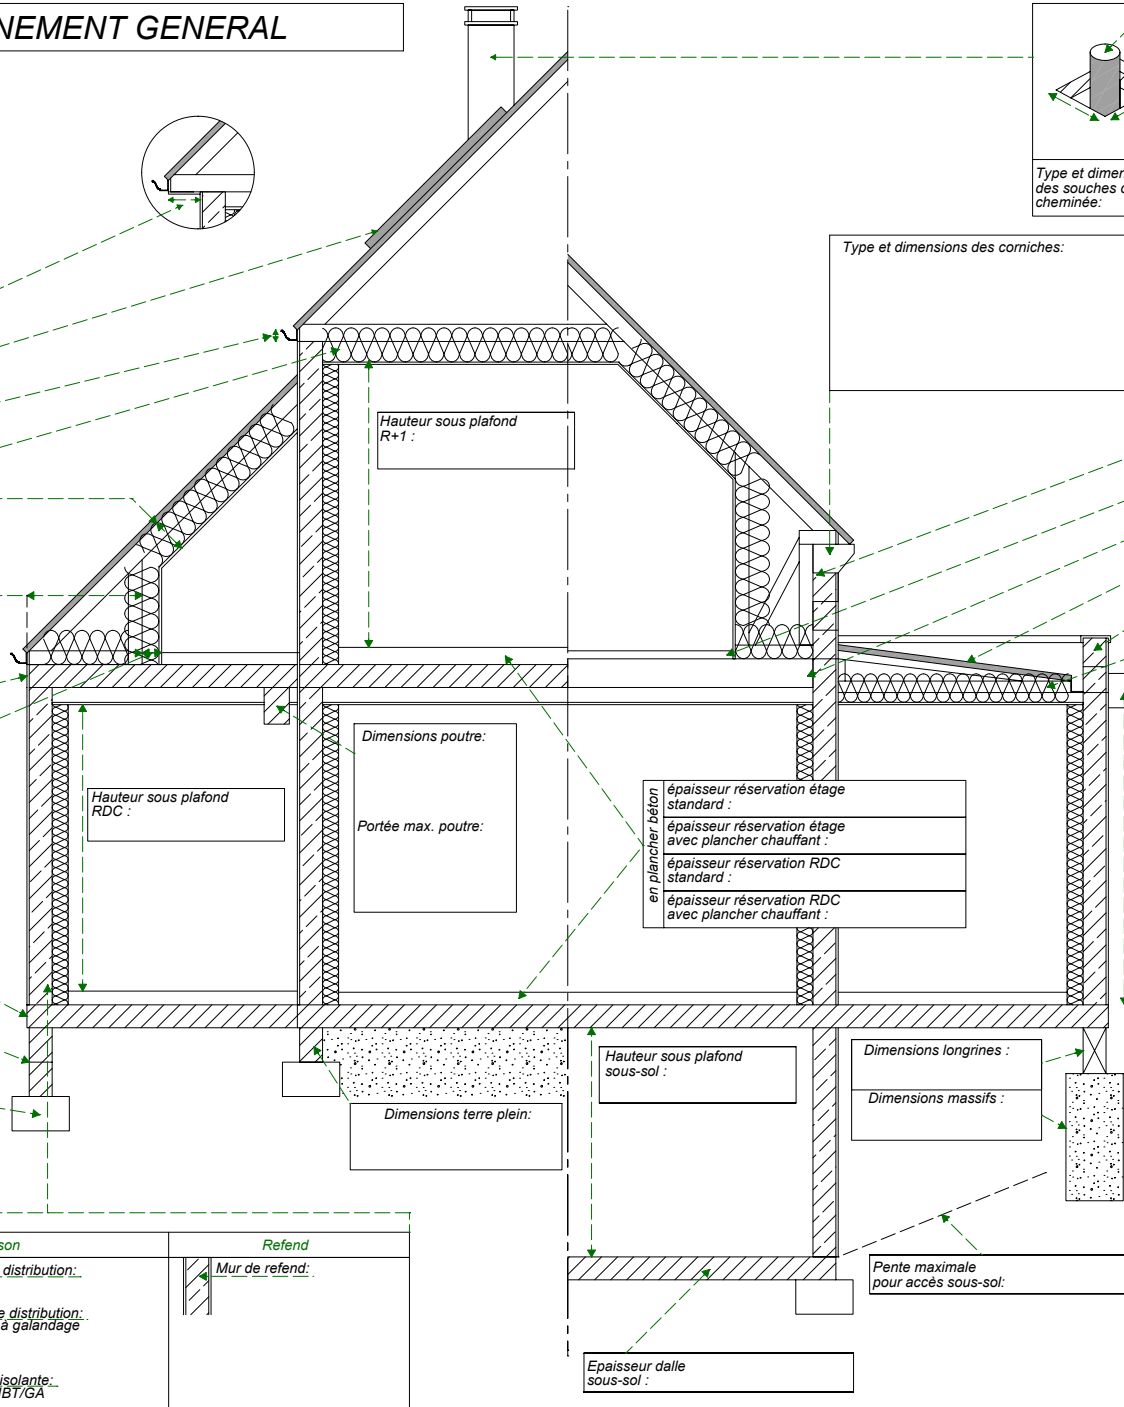 NEMENT GENERAL
Type et dimen
des souches d
cheminée:
Type et dimensions des corniches:
Hauteur sous plafond
R+1 :
Dimensions poutre:
Portée max. poutre:
Hauteur sous plafond
RDC :
en plancher béton
épaisseur réservation étage
standard :
épaisseur réservation étage
avec plancher chauffant :
épaisseur réservation RDC
standard :
épaisseur réservation RDC
avec plancher chauffant :
Hauteur sous plafond
sous-sol :
Dimensions longrines :
Dimensions massifs :
Dimensions terre plein:
son
Refend
distribution:
Mur de refend:
e distribution:
à galandage
isolante:
BT/GA
Pente maximale
pour accès sous-sol:
Epaisseur dalle
sous-sol :